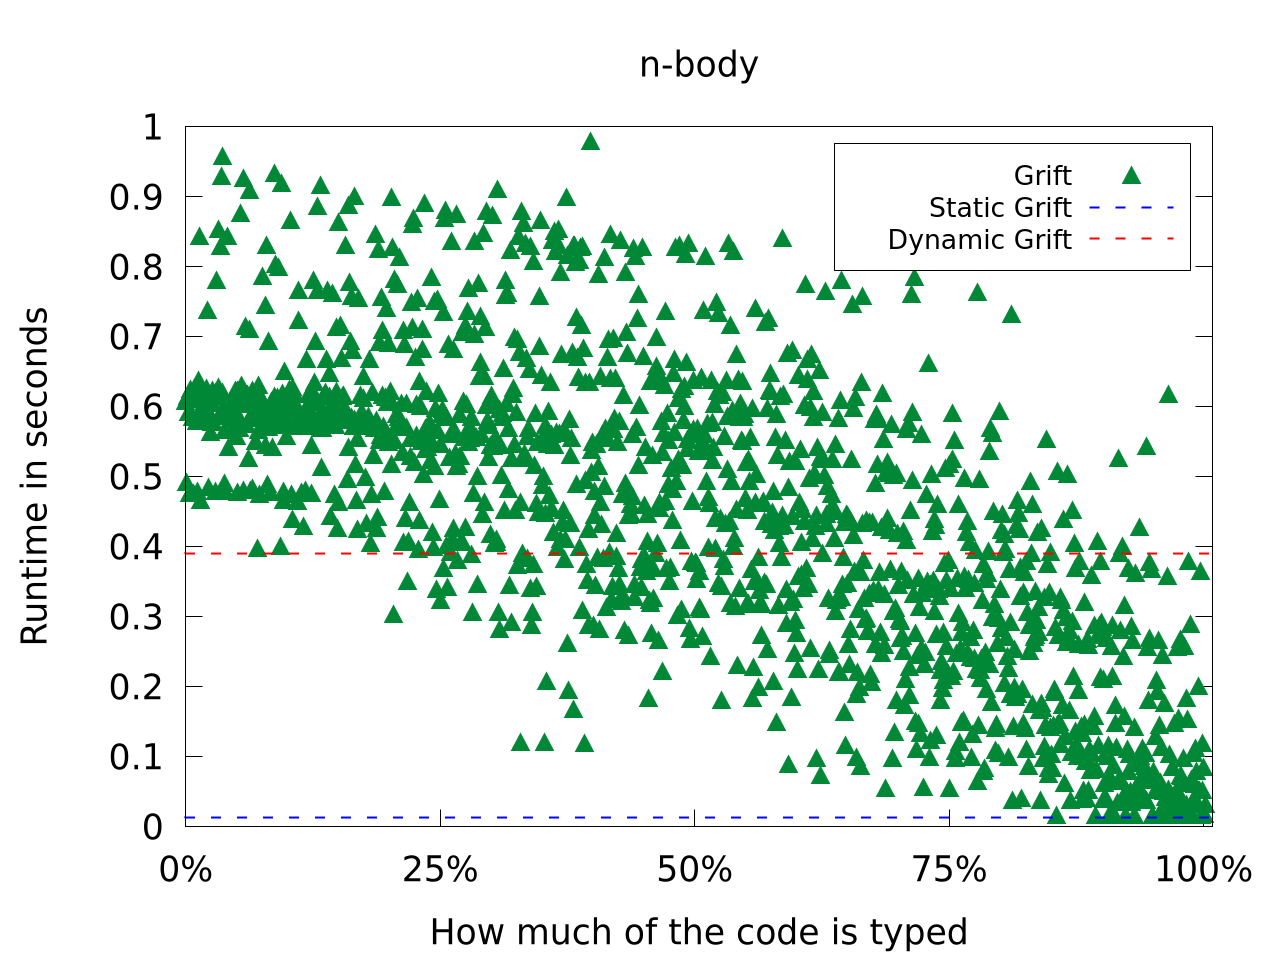 n-body
1
0.9
0.8
0.7
0.6
0.5
0.4
0.3
0.2
0.1
0
Runtime in seconds
Grift
Static Grift
Dynamic Grift
0% 25% 50% 75% 100%
How much of the code is typed